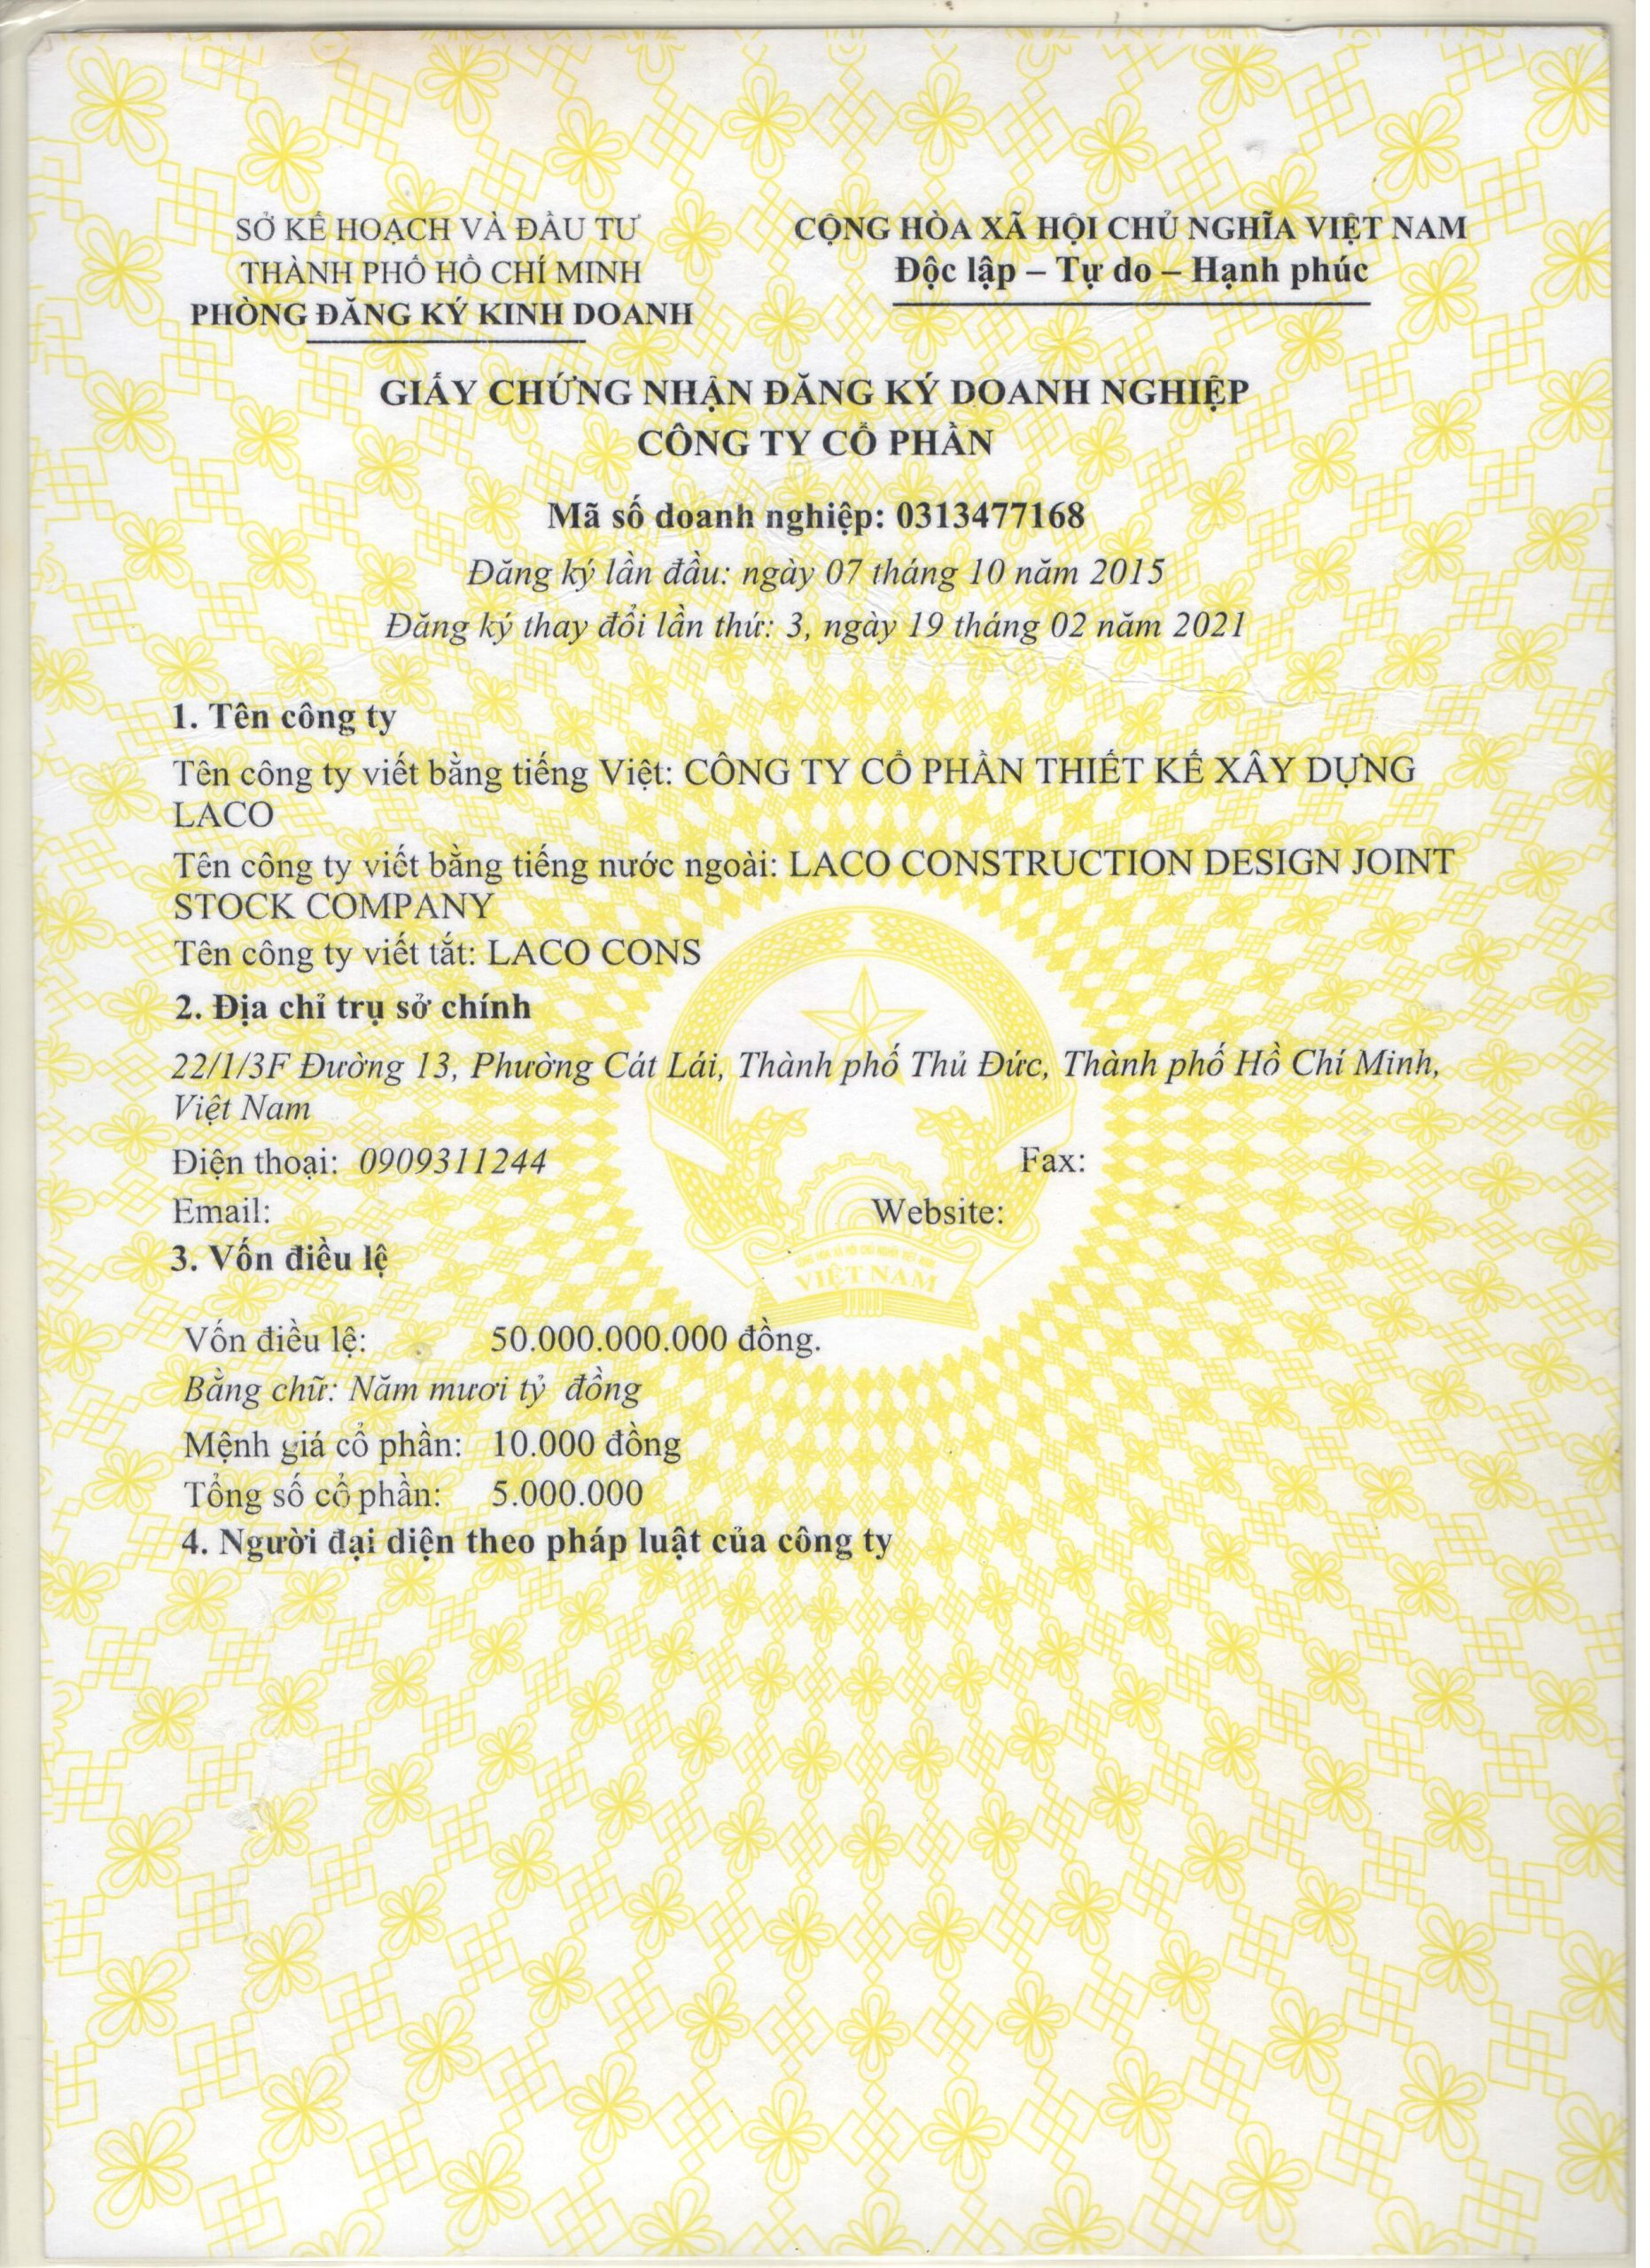 SỞ KẾ HOẠCH VÀ ĐẦU TƯ
THÀNH PHỐ HỒ CHÍ MINH
PHÒNG ĐĂNG KÝ KINH DOANH
CỘNG HÒA XÃ HỘI CHỦ NGHĨA VIỆT NAM
Độc lập – Tự do – Hạnh phúc
GIẤY CHỨNG NHẬN ĐĂNG KÝ DOANH NGHIỆP
CÔNG TY CỔ PHẦN
Mã số doanh nghiệp: 0313477168
Đăng ký lần đầu: ngày 07 tháng 10 năm 2015
Đăng ký thay đổi lần thứ: 3, ngày 19 tháng 02 năm 2021
1. Tên công ty
Tên công ty viết bằng tiếng Việt: CÔNG TY CỔ PHẦN THIẾT KẾ XÂY DỰNG
LACO
Tên công ty viết bằng tiếng nước ngoài: LACO CONSTRUCTION DESIGN JOINT
STOCK COMPANY
Tên công ty viết tắt: LACO CONS
2. Địa chỉ trụ sở chính
22/1/3F Đường 13, Phường Cát Lái, Thành phố Thủ Đức, Thành phố Hồ Chí Minh,
Việt Nam
Điện thoại: 0909311244 Fax:
Email: Website:
3. Vốn điều lệ
VIỆT NAM
Vốn điều lệ: 50.000.000.000 đồng.
Bằng chữ: Năm mươi tỷ đồng
Mệnh giá cổ phần: 10.000 đồng
Tổng số cổ phần: 5.000.000
4. Người đại diện theo pháp luật của công ty